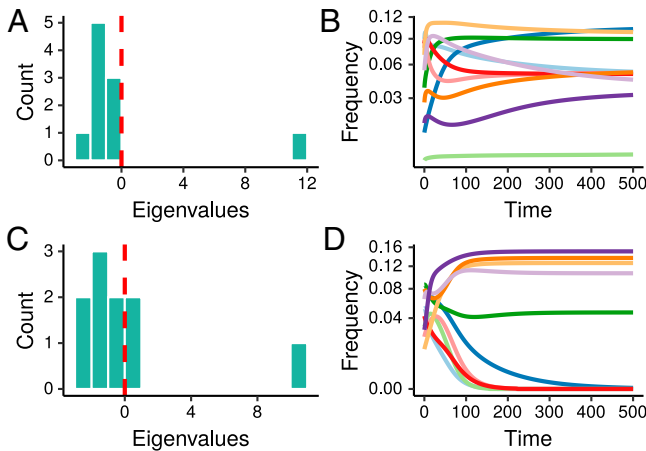 A
5
4
3
2
1
0
Count
0 4 8 12
Eigenvalues
B
0.12
0.09
0.06
0.03
Frequency
0 100 200 300 400 500
Time
C
3
2
1
0
Count
0 4 8
Eigenvalues
D
0.16
0.12
0.08
0.04
0.00
Frequency
0 100 200 300 400 500
Time